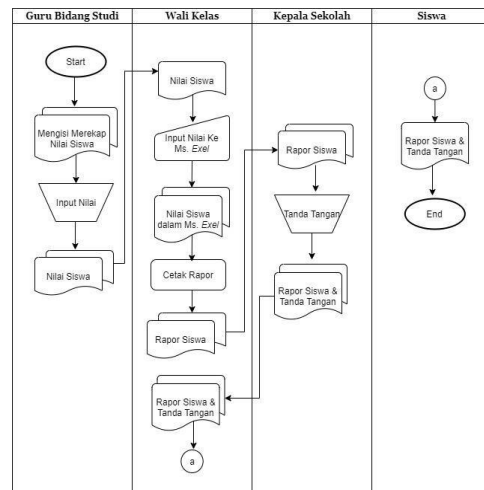 Guru Bidang Studi
Wali Kelas
Kepala Sekolah
Siswa
Start
Mengisi Merekap
Nilai Siswa
Input Nilai
Nilai Siswa
Nilai Siswa
Input Nilai Ke
Ms. Exel
Nilai Siswa
dalam Ms. Exel
Cetak Rapor
Rapor Siswa
Rapor Siswa &
Tanda Tangan
a
Rapor Siswa
Tanda Tangan
Rapor Siswa &
Tanda Tangan
a
Rapor Siswa &
Tanda Tangan
End